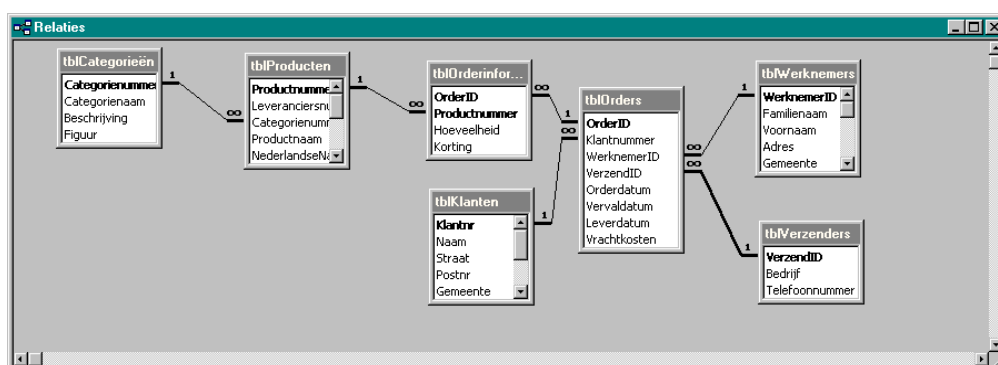 Relaties
tblCategorieën
Categorienummer
Categorienaam
Beschrijving
Figuur
1
∞
tblProducten
Productnumme
Leveranciersnu
Categorienumm
Productnaam
NederlandseNa
1
∞
tblOrderinfor...
OrderID
Productnummer
Hoeveelheid
Korting
∞
1
∞
tblKlanten
Klantnr
Naam
Straat
Postnr
Gemeente
1
tblOrders
OrderID
Klantnummer
WerknemerID
VerzendID
Orderdatum
Vervaldatum
Leverdatum
Vrachtkosten
∞
∞
1
tblWerknemers
WerknemerID
Familienaam
Voornaam
Adres
Gemeente
1
tblVerzenders
VerzendID
Bedrijf
Telefoonnummer